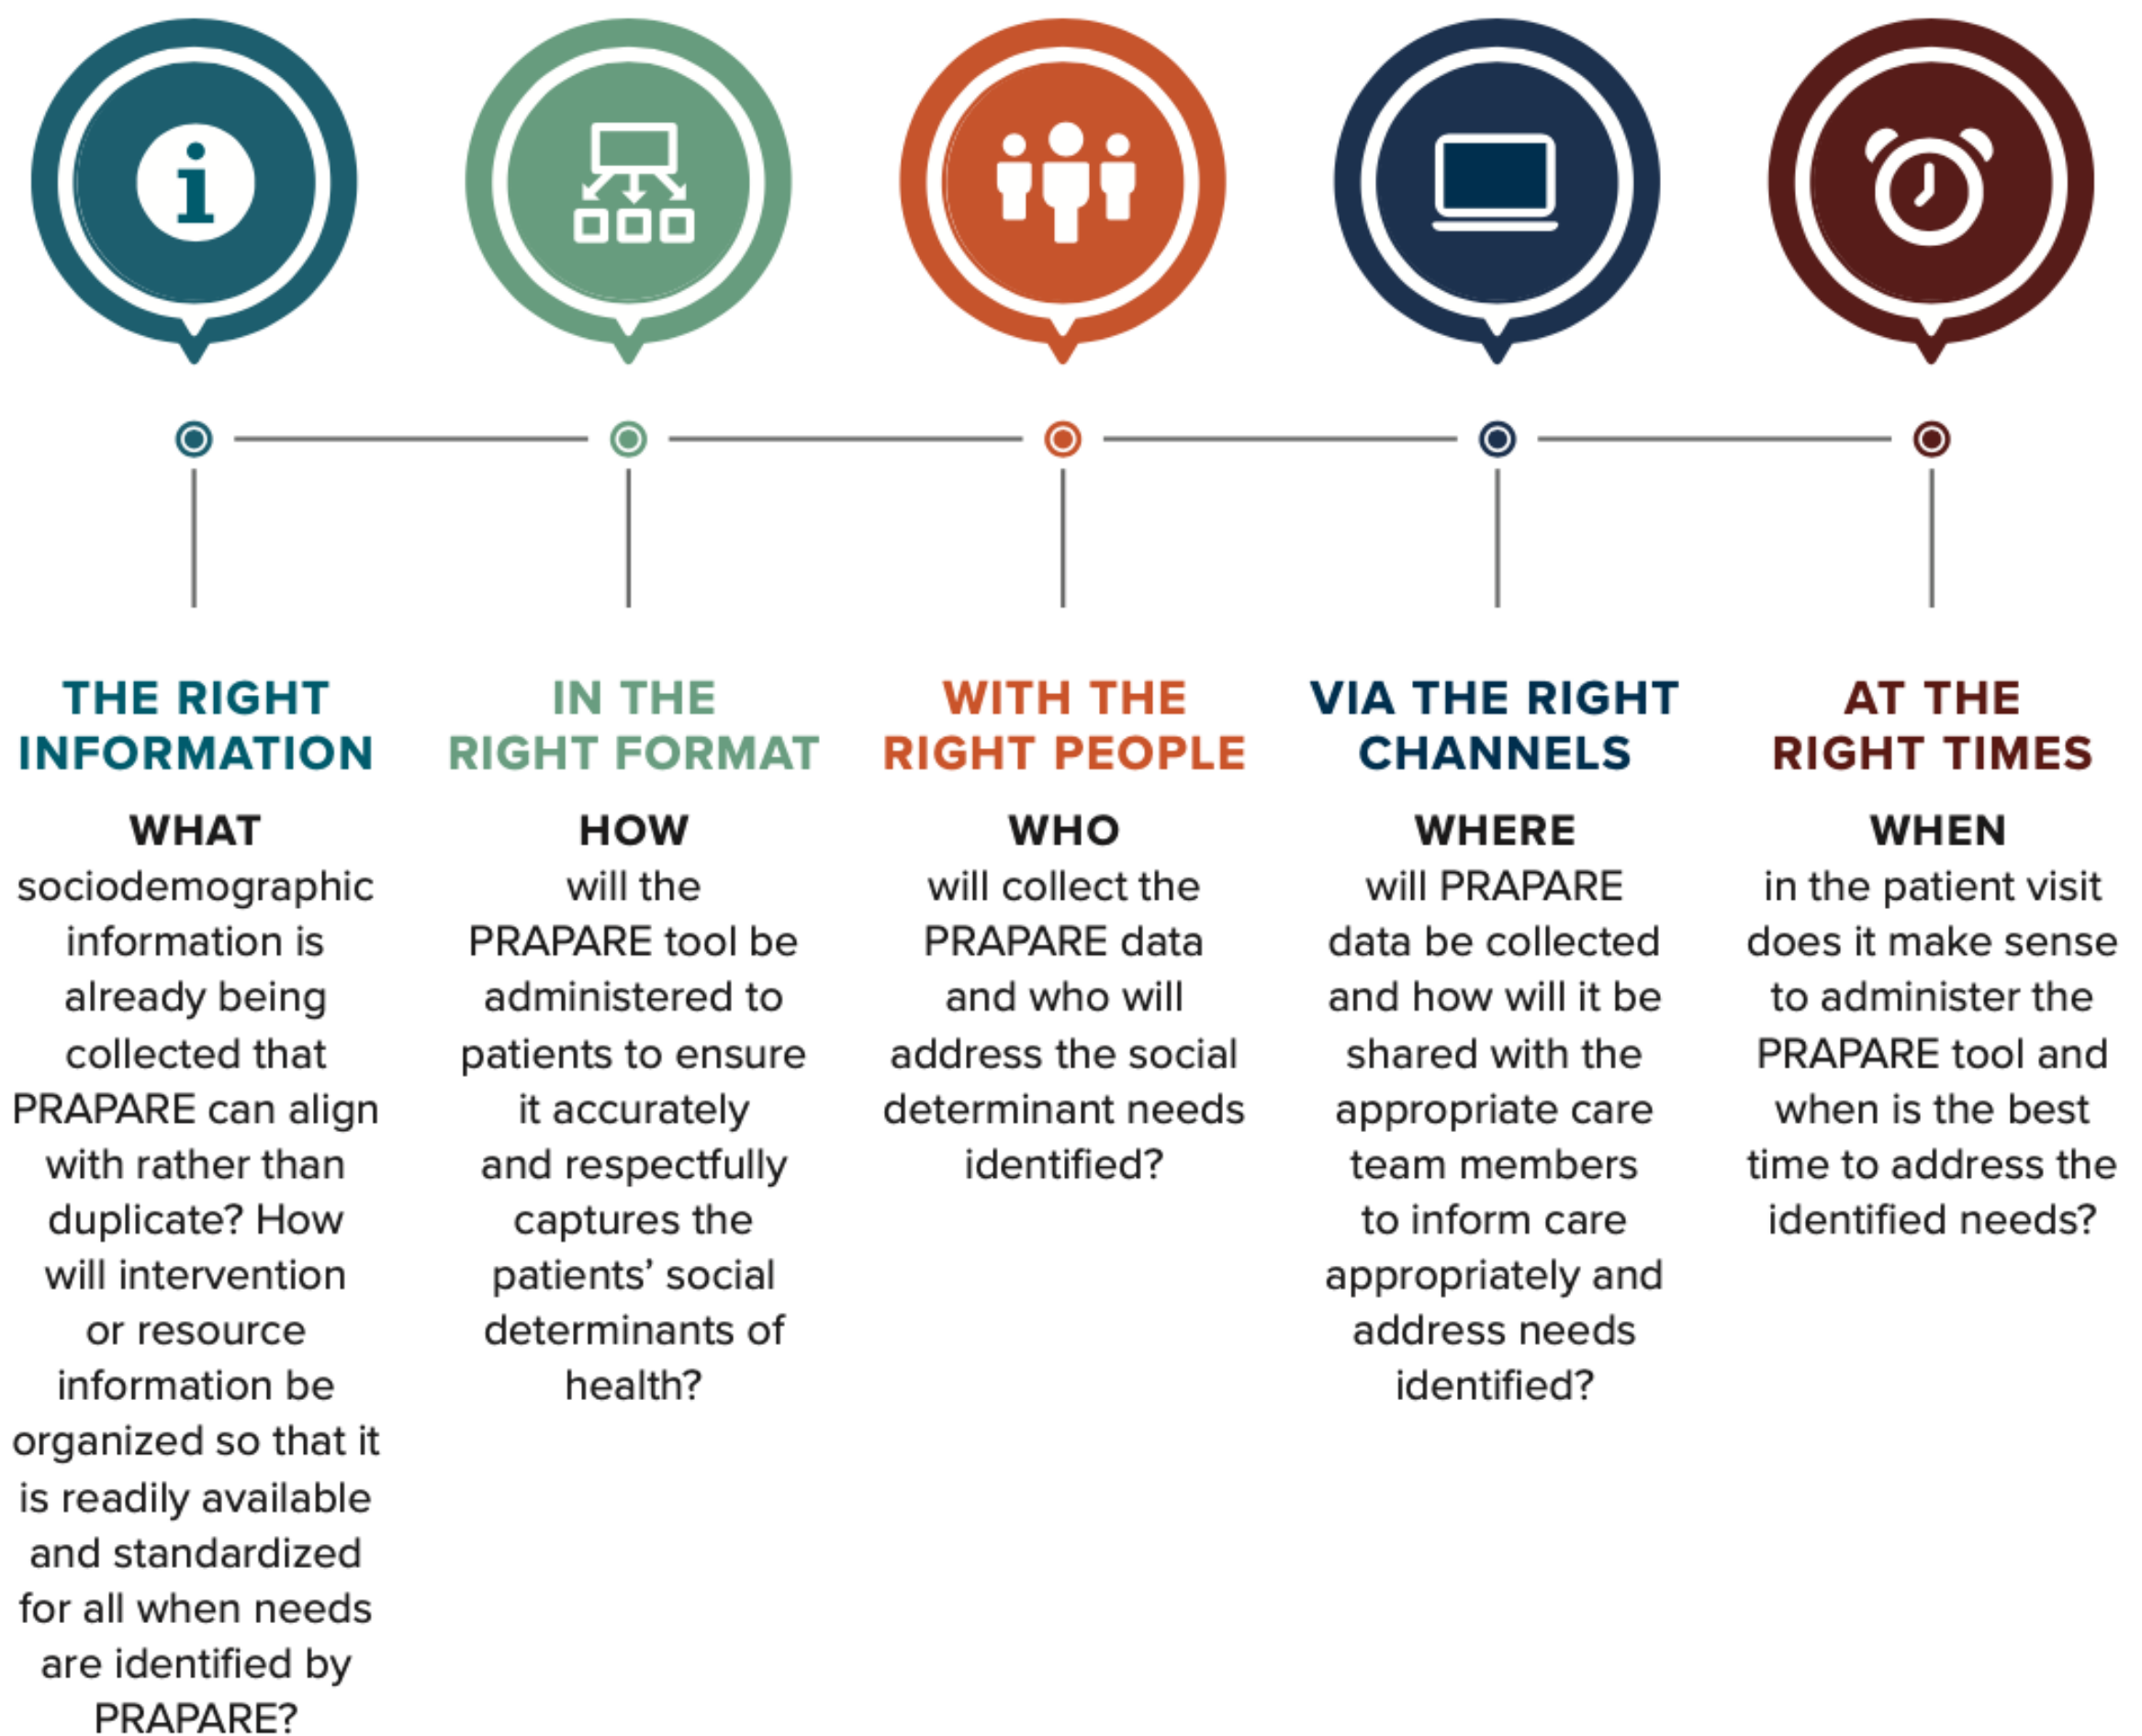 i
THE RIGHT
INFORMATION
WHAT
sociodemographic
information is
already being
collected that
PRAPARE can align
with rather than
duplicate? How
will intervention
or resource
information be
organized so that it
is readily available
and standardized
for all when needs
are identified by
PRAPARE?
IN THE
RIGHT FORMAT
HOW
will the
PRAPARE tool be
administered to
patients to ensure
it accurately
and respectfully
captures the
patients’ social
determinants of
health?
WITH THE
RIGHT PEOPLE
WHO
will collect the
PRAPARE data
and who will
address the social
determinant needs
identified?
VIA THE RIGHT
CHANNELS
WHERE
will PRAPARE
data be collected
and how will it be
shared with the
appropriate care
team members
to inform care
appropriately and
address needs
identified?
AT THE
RIGHT TIMES
WHEN
in the patient visit
does it make sense
to administer the
PRAPARE tool and
when is the best
time to address the
identified needs?